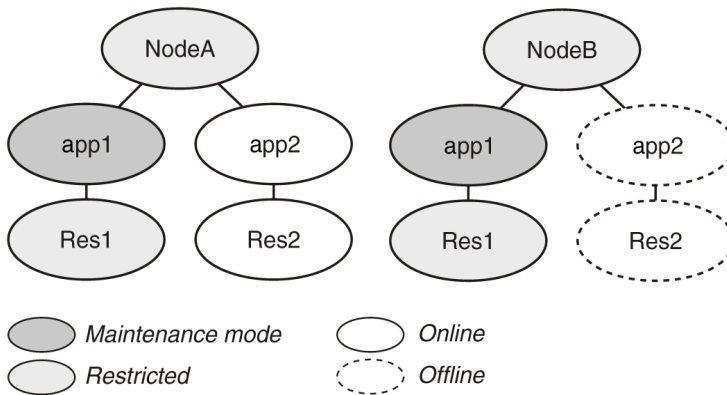 NodeA
NodeB
app1
app2
app1
app2
Res1
Res2
Res1
Res2
Maintenance mode
Online
Restricted
Offline